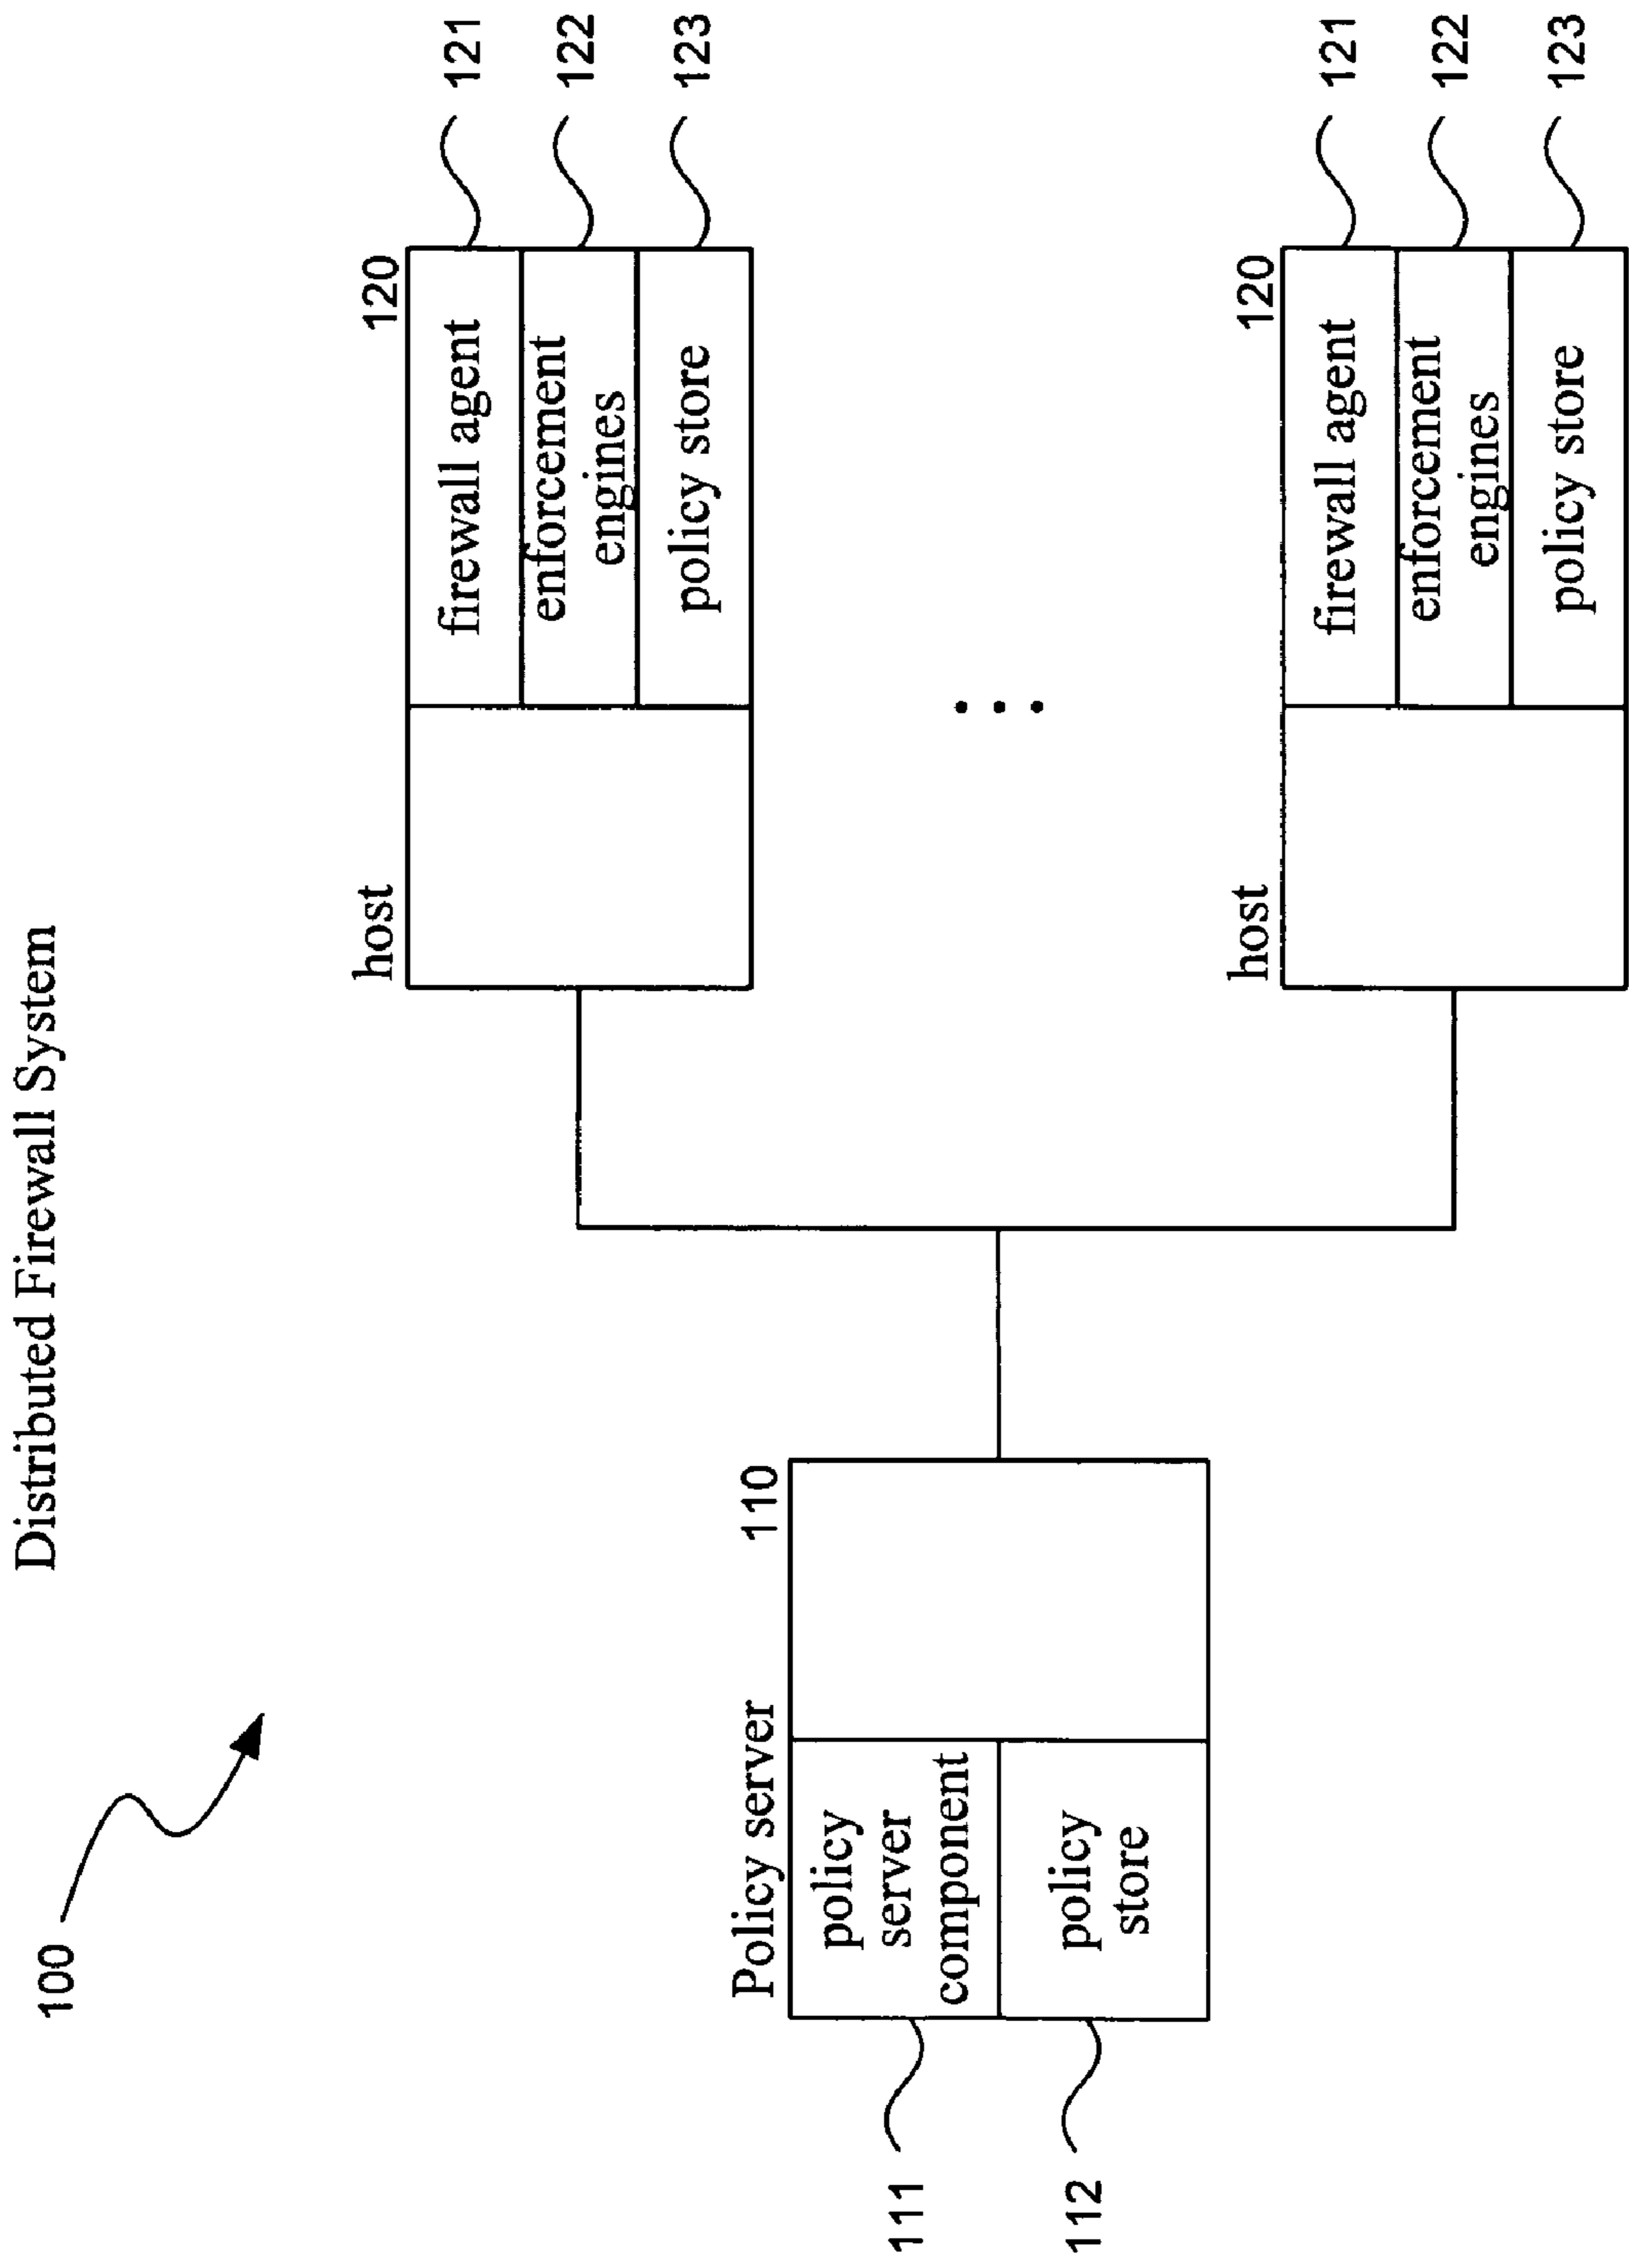 Distributed Firewall System
100
host
120
firewall agent
121
enforcement
engines
122
policy store
123
Policy server
110
policy
server
component
111
policy
store
112
host
120
firewall agent
121
enforcement
engines
122
policy store
123